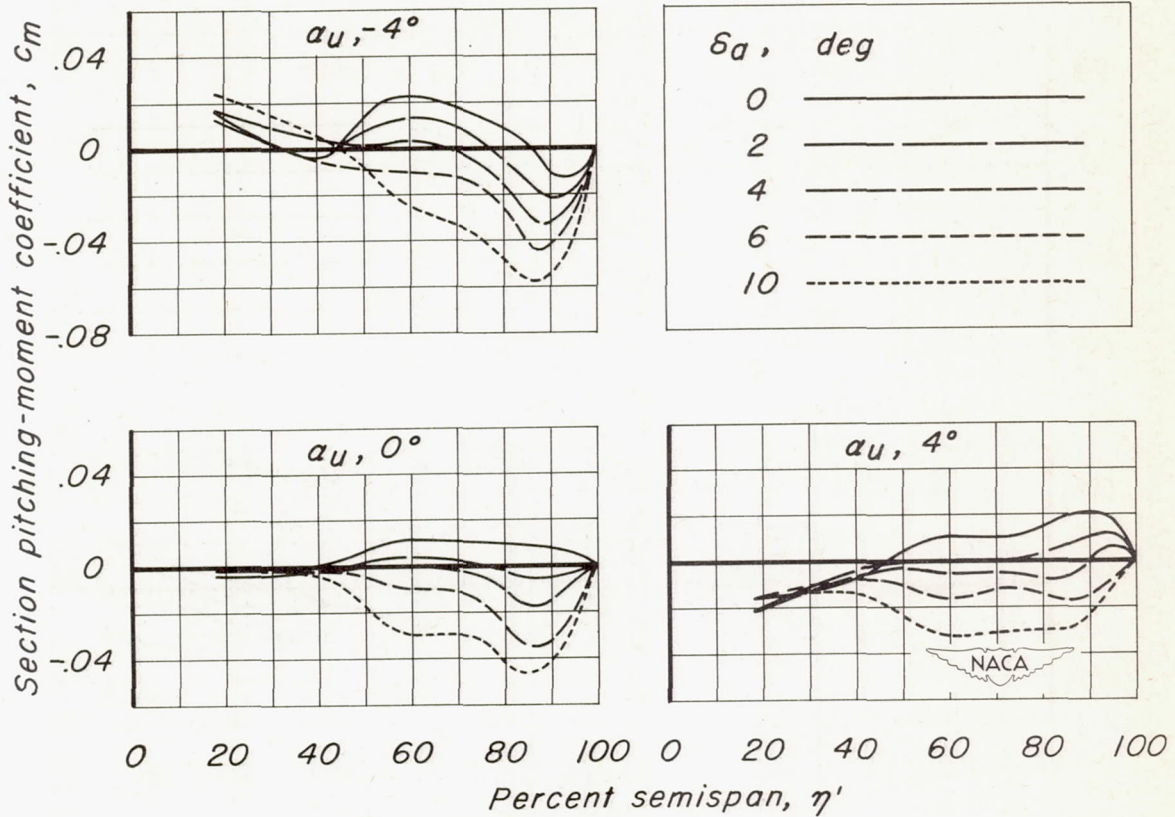 Section pitching-moment coefficient, cm
αu, -4°
.04
0
-.04
-.08
δa, deg
0
2
4
6
10
αu, 0°
.04
0
-.04
αu, 4°
NACA
0 20 40 60 80 100
0 20 40 60 80 100
Percent semispan, η'